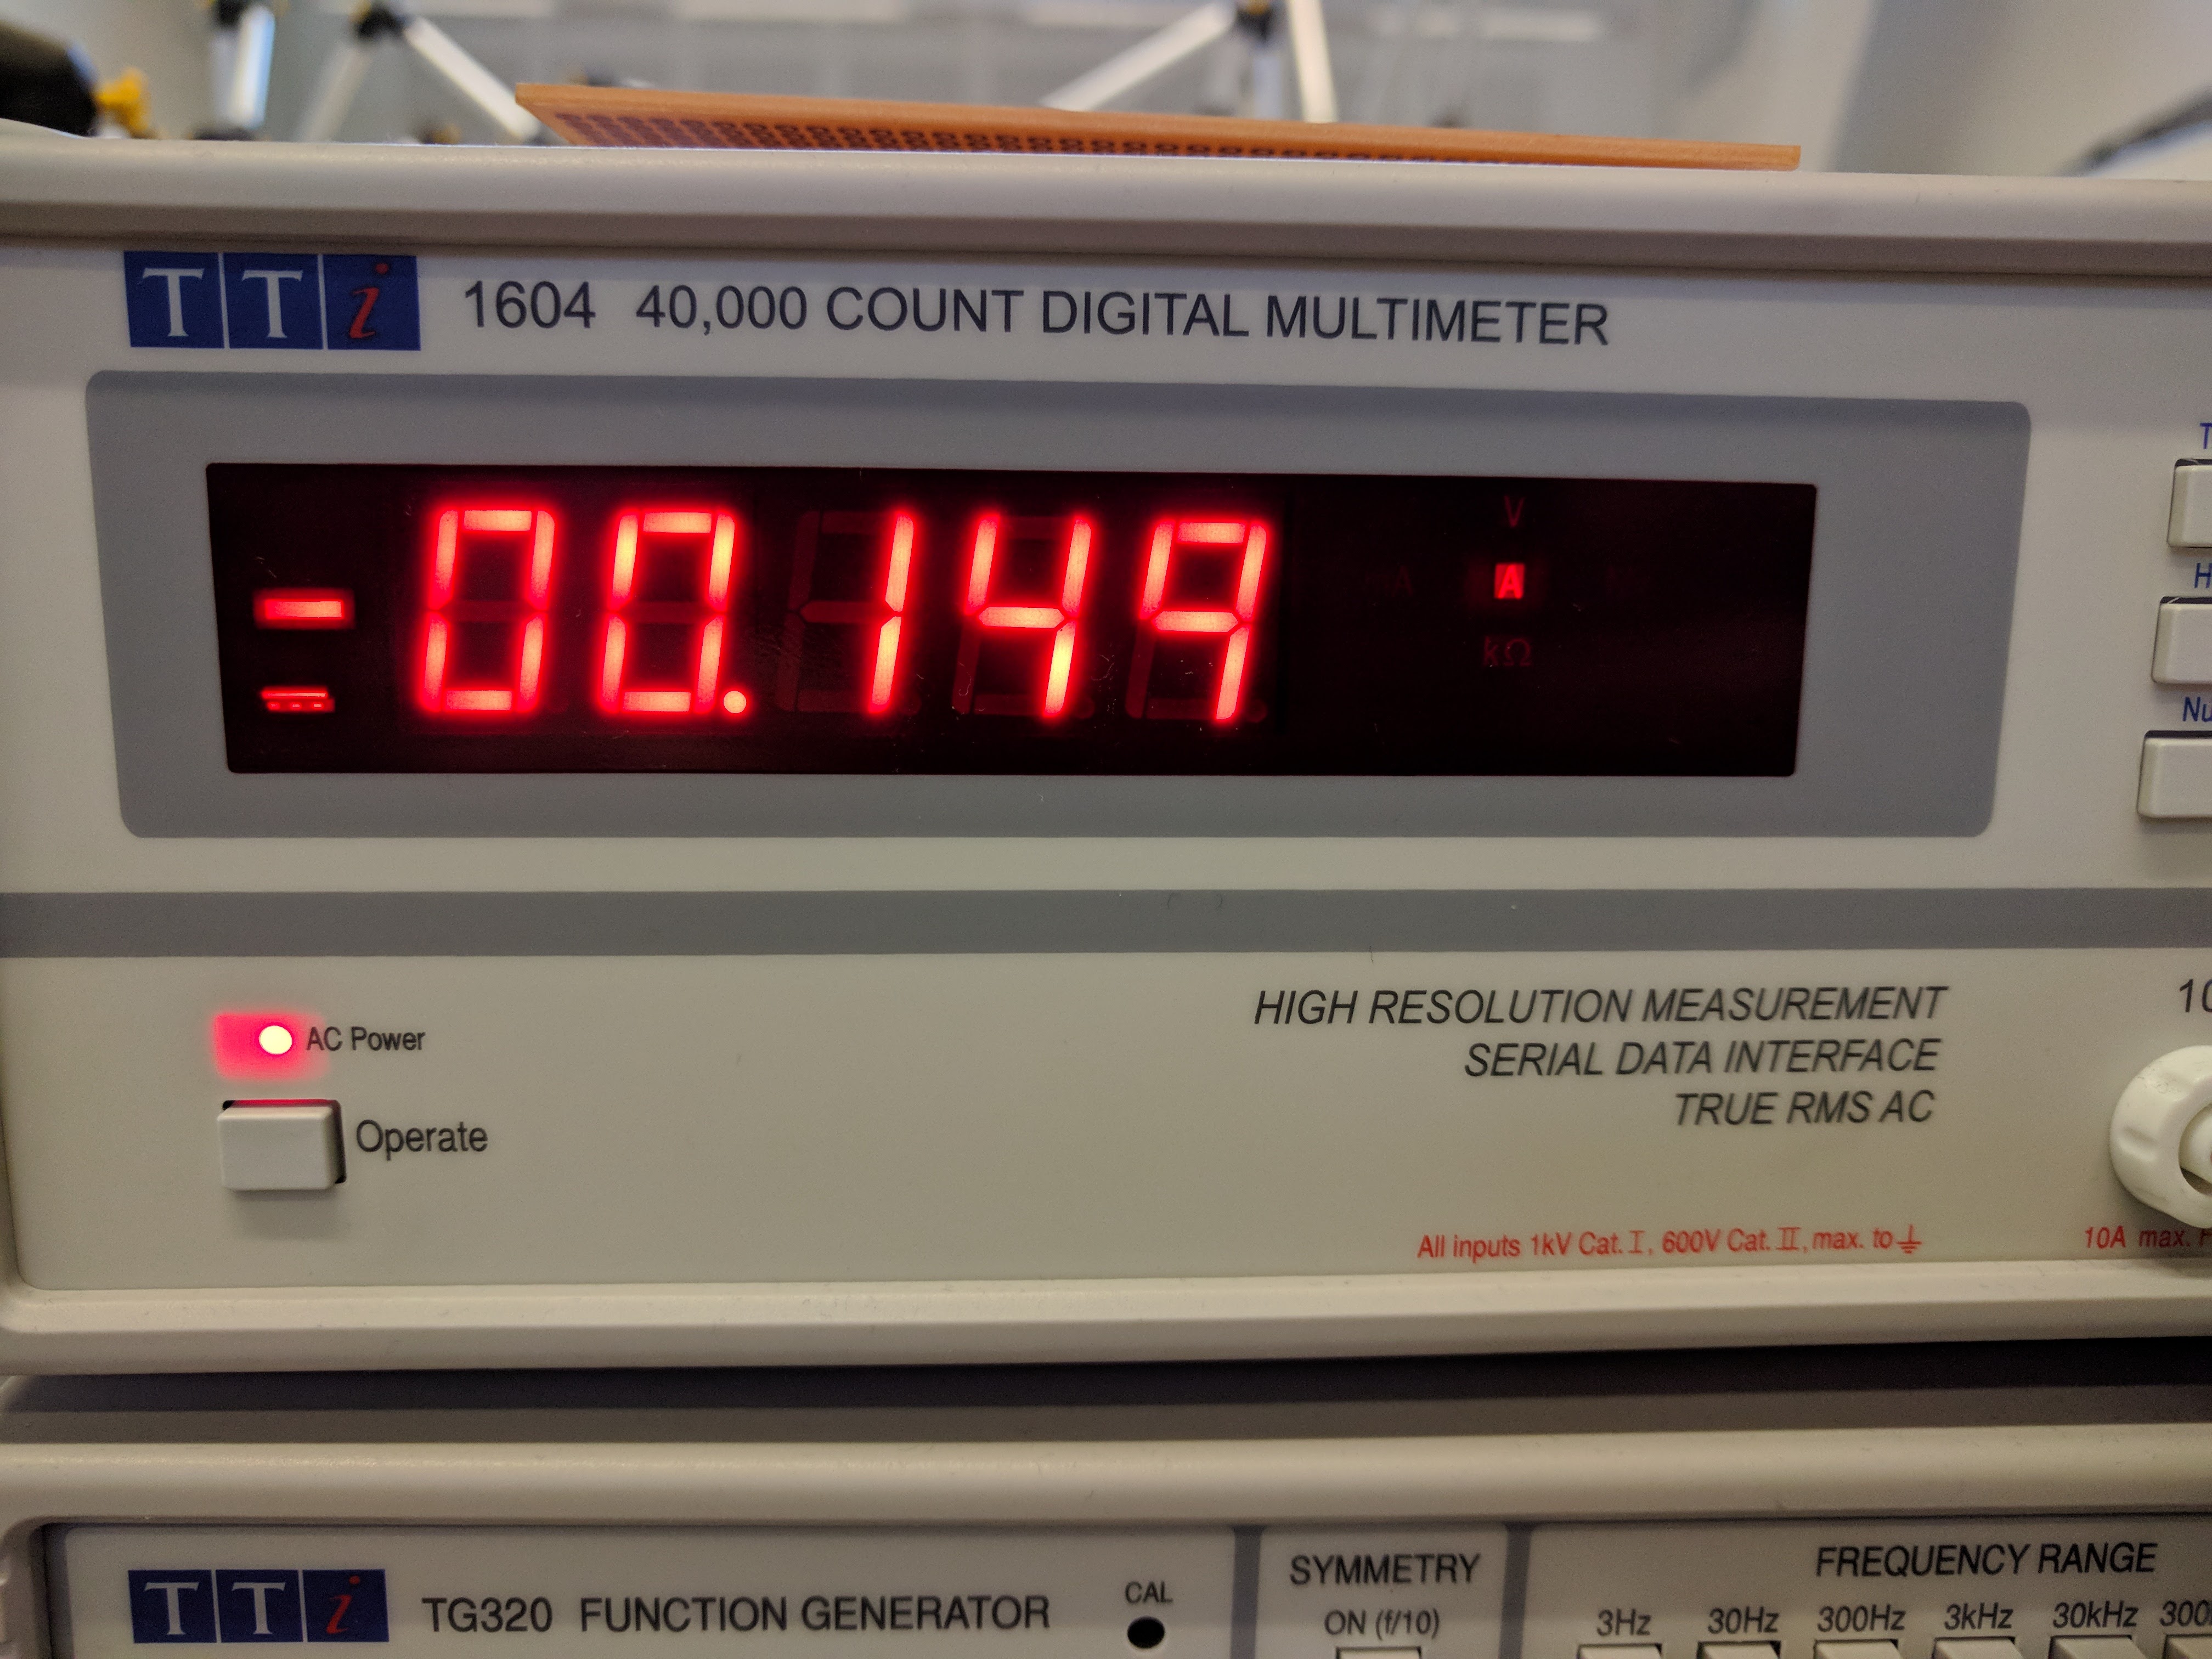 TTi 1604 40,000 COUNT DIGITAL MULTIMETER
-00.149
V
A
kΩ
AC Power
Operate
HIGH RESOLUTION MEASUREMENT
SERIAL DATA INTERFACE
TRUE RMS AC
All inputs 1kV Cat. I, 600V Cat. II, max. to ⏚
10A max.
TTi TG320 FUNCTION GENERATOR
CAL
SYMMETRY
ON (f/10)
FREQUENCY RANGE
3Hz 30Hz 300Hz 3kHz 30kHz